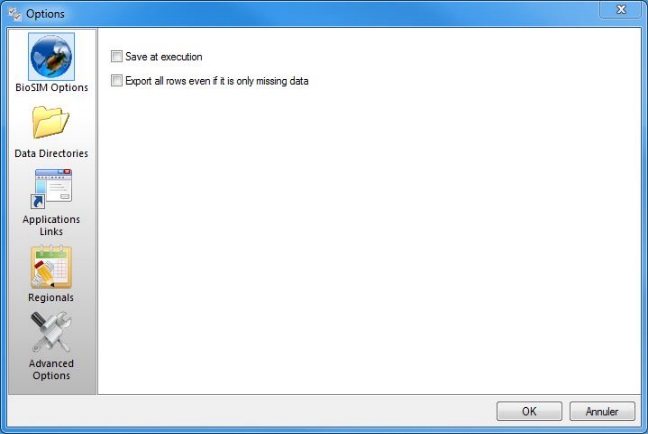 Options
BioSIM Options
Data Directories
Applications
Links
Regionals
Advanced
Options
Save at execution
Export all rows even if it is only missing data
OK
Annuler